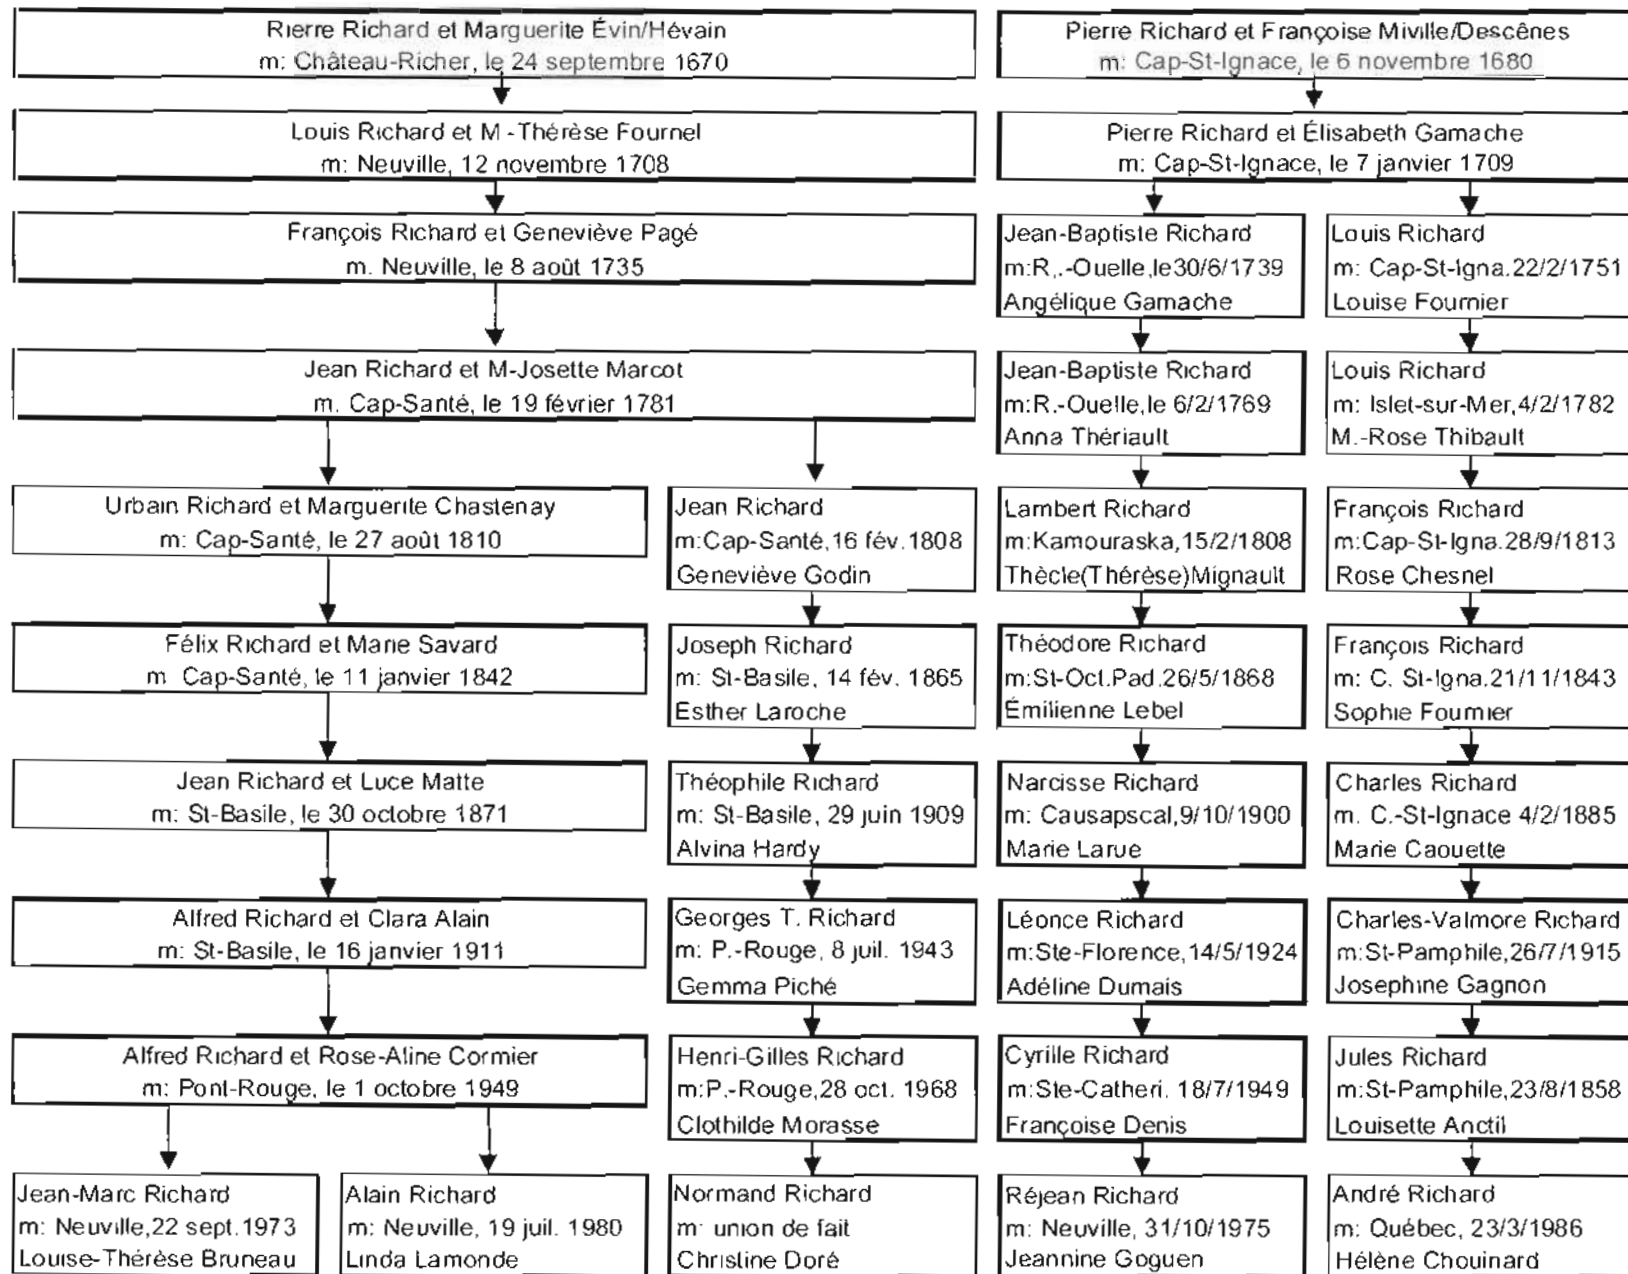 Rierre Richard et Marguerite Évin/Hévain
m: Château-Richer, le 24 septembre 1670
Pierre Richard et Françoise Miville/Descênes
m: Cap-St-Ignace, le 6 novembre 1680
Louis Richard et M -Thérèse Fournel
m: Neuville, 12 novembre 1708
Pierre Richard et Élisabeth Gamache
m: Cap-St-Ignace, le 7 janvier 1709
François Richard et Geneviève Pagé
m. Neuville, le 8 août 1735
Jean-Baptiste Richard
m:R,.-Ouelle,le30/6/1739
Angélique Gamache
Louis Richard
m: Cap-St-Igna.22/2/1751
Louise Fournier
Jean Richard et M-Josette Marcot
m. Cap-Santé, le 19 février 1781
Jean-Baptiste Richard
m:R.-Ouelle,le 6/2/1769
Anna Thériault
Louis Richard
m: Islet-sur-Mer,4/2/1782
M.-Rose Thibault
Urbain Richard et Marguerite Chastenay
m: Cap-Santé, le 27 août 1810
Jean Richard
m:Cap-Santé,16 fév.1808
Geneviève Godin
Lambert Richard
m:Kamouraska,15/2/1808
Thècle(Thérèse)Mignault
François Richard
m:Cap-St-Igna.28/9/1813
Rose Chesnel
Félix Richard et Marie Savard
m Cap-Santé, le 11 janvier 1842
Joseph Richard
m: St-Basile, 14 fév. 1865
Esther Laroche
Théodore Richard
m:St-Oct.Pad.26/5/1868
Émilienne Lebel
François Richard
m: C. St-Igna.21/11/1843
Sophie Fournier
Jean Richard et Luce Matte
m: St-Basile, le 30 octobre 1871
Théophile Richard
m: St-Basile, 29 juin 1909
Alvina Hardy
Narcisse Richard
m: Causapscal,9/10/1900
Marie Larue
Charles Richard
m. C.-St-Ignace 4/2/1885
Marie Caouette
Alfred Richard et Clara Alain
m: St-Basile, le 16 janvier 1911
Georges T. Richard
m: P.-Rouge, 8 juil. 1943
Gemma Piché
Léonce Richard
m:Ste-Florence,14/5/1924
Adéline Dumais
Charles-Valmore Richard
m:St-Pamphile,26/7/1915
Josephine Gagnon
Alfred Richard et Rose-Aline Cormier
m: Pont-Rouge, le 1 octobre 1949
Henri-Gilles Richard
m:P.-Rouge,28 oct. 1968
Clothilde Morasse
Cyrille Richard
m:Ste-Catheri. 18/7/1949
Françoise Denis
Jules Richard
m:St-Pamphile,23/8/1858
Louisette Anctil
Jean-Marc Richard
m: Neuville,22 sept.1973
Louise-Thérèse Bruneau
Alain Richard
m: Neuville, 19 juil. 1980
Linda Lamonde
Normand Richard
m: union de fait
Christine Doré
Réjean Richard
m: Neuville, 31/10/1975
Jeannine Goguen
André Richard
m: Québec, 23/3/1986
Hélène Chouinard